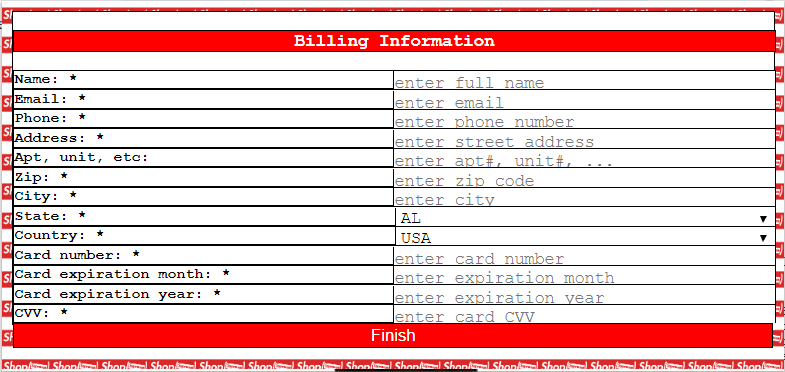 Billing Information
Name: * enter full name
Email: * enter email
Phone: * enter phone number
Address: * enter street address
Apt, unit, etc: enter apt#, unit#, ...
Zip: * enter zip code
City: * enter city
State: * AL
Country: * USA
Card number: * enter card number
Card expiration month: * enter expiration month
Card expiration year: * enter expiration year
CVV: * enter card CVV
Finish